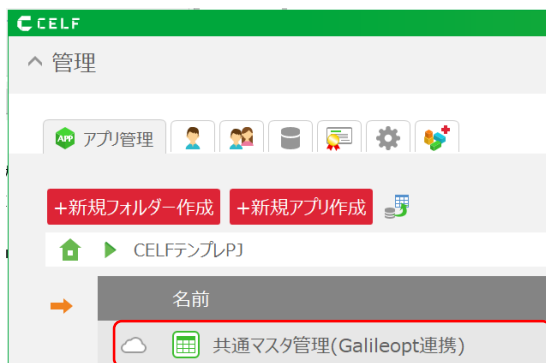 CELF
管理
APP アプリ管理
+新規フォルダー作成 +新規アプリ作成
CELFテンプレPJ
名前
共通マスタ管理(Galileopt連携)